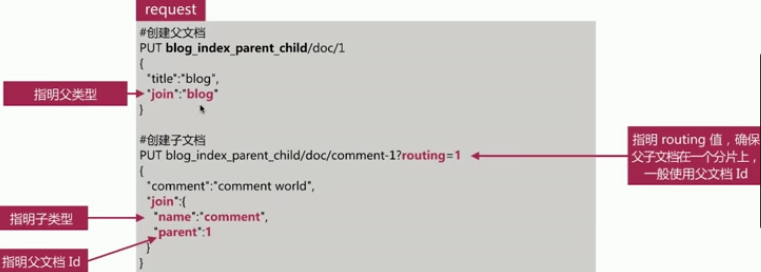 request
#创建父文档
PUT blog_index_parent_child/doc/1
{
"title":"blog",
"join":"blog"
}
指明父类型
#创建子文档
PUT blog_index_parent_child/doc/comment-1?routing=1
{
"comment":"comment world",
"join":{
"name":"comment",
"parent":1
}
}
指明 routing 值，确保
父子文档在一个分片上，
一般使用父文档 Id
指明子类型
指明父文档 Id